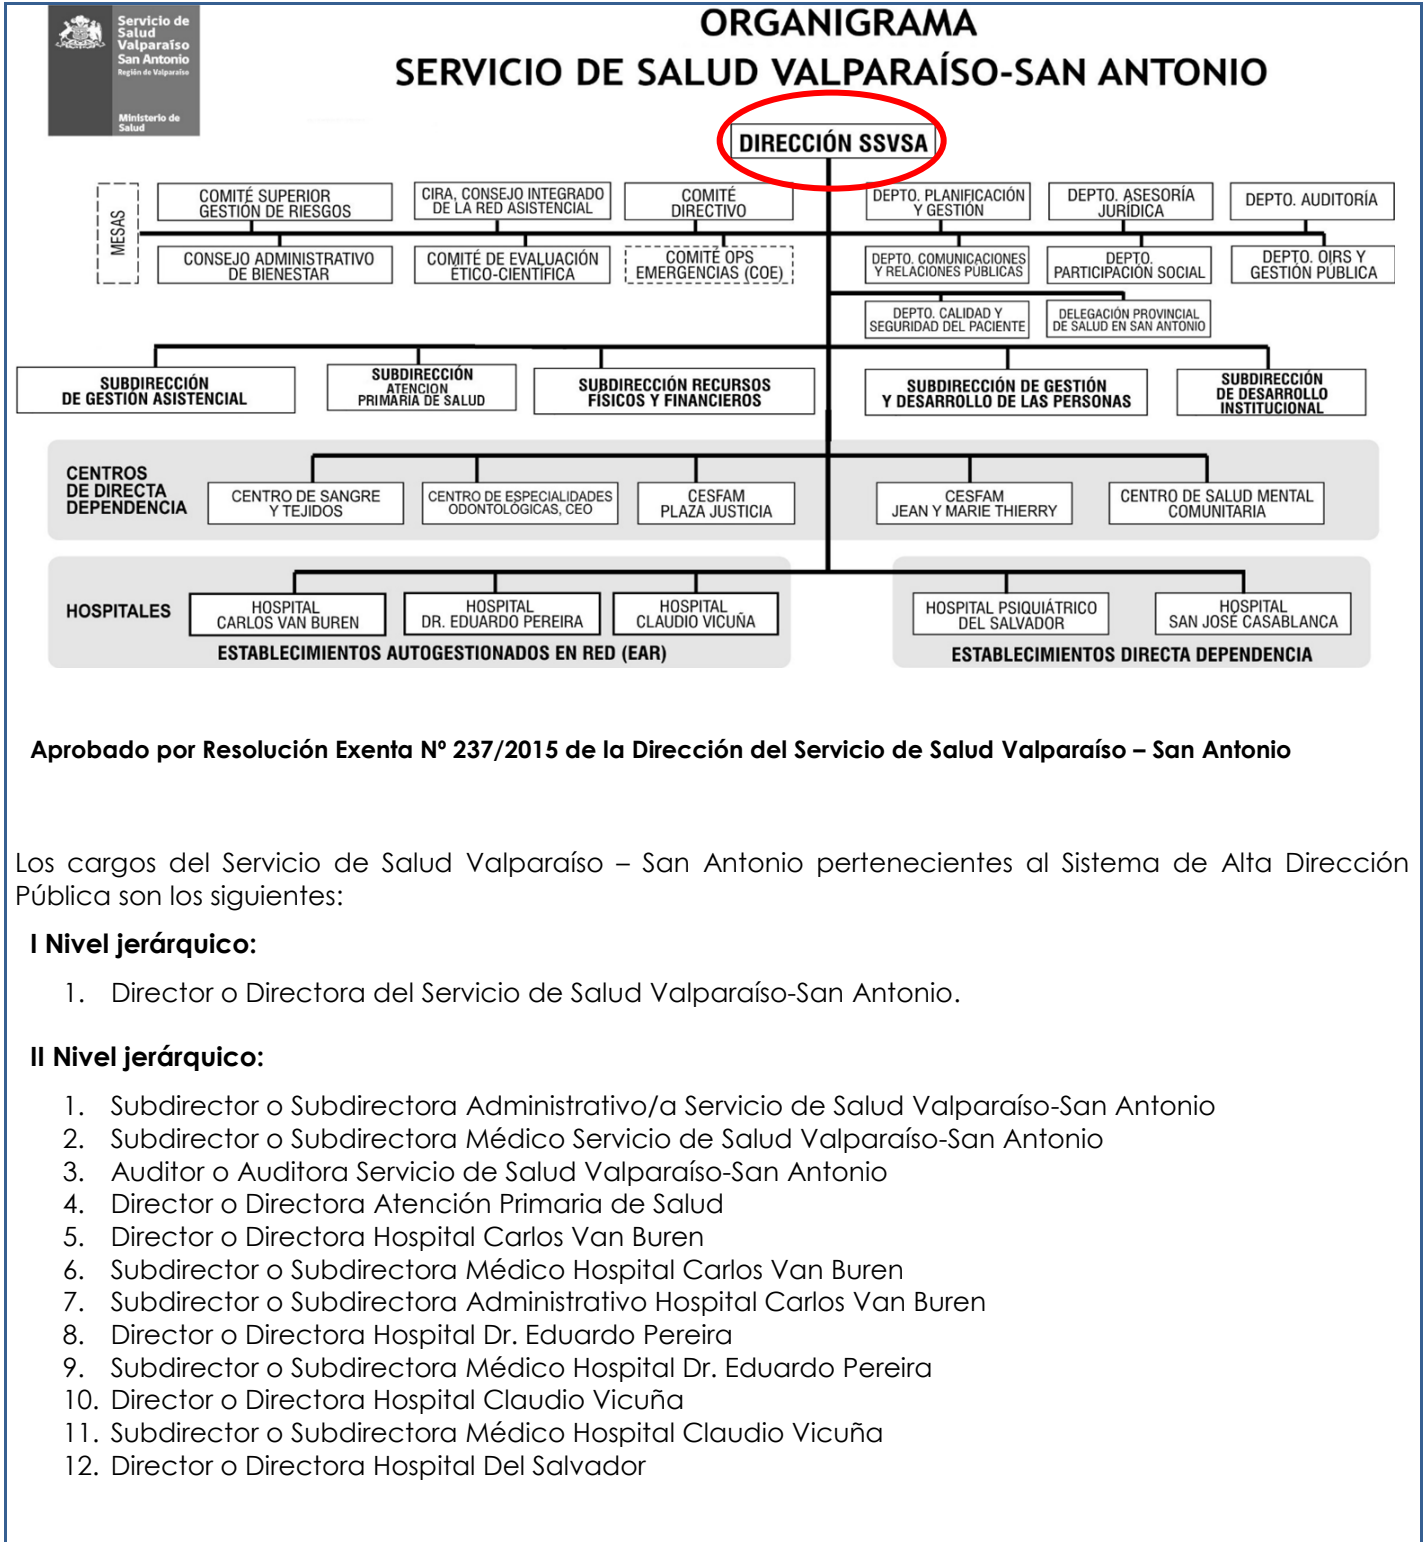 Servicio de
Salud
Valparaíso
San Antonio
Región de Valparaíso
Ministerio de
Salud
ORGANIGRAMA
SERVICIO DE SALUD VALPARAÍSO-SAN ANTONIO
DIRECCIÓN SSVSA
MESAS
COMITÉ SUPERIOR
GESTIÓN DE RIESGOS
CIRA, CONSEJO INTEGRADO
DE LA RED ASISTENCIAL
COMITÉ
DIRECTIVO
DEPTO. PLANIFICACIÓN
Y GESTIÓN
DEPTO. ASESORÍA
JURÍDICA
DEPTO. AUDITORÍA
CONSEJO ADMINISTRATIVO
DE BIENESTAR
COMITÉ DE EVALUACIÓN
ÉTICO-CIENTÍFICA
COMITÉ OPS
EMERGENCIAS (COE)
DEPTO. COMUNICACIONES
Y RELACIONES PÚBLICAS
DEPTO.
PARTICIPACIÓN SOCIAL
DEPTO. OIRS Y
GESTIÓN PÚBLICA
DEPTO. CALIDAD Y
SEGURIDAD DEL PACIENTE
DELEGACIÓN PROVINCIAL
DE SALUD EN SAN ANTONIO
SUBDIRECCIÓN
DE GESTIÓN ASISTENCIAL
SUBDIRECCIÓN
ATENCION
PRIMARIA DE SALUD
SUBDIRECCIÓN RECURSOS
FÍSICOS Y FINANCIEROS
SUBDIRECCIÓN DE GESTIÓN
Y DESARROLLO DE LAS PERSONAS
SUBDIRECCIÓN
DE DESARROLLO
INSTITUCIONAL
CENTROS
DE DIRECTA
DEPENDENCIA
CENTRO DE SANGRE
Y TEJIDOS
CENTRO DE ESPECIALIDADES
ODONTOLÓGICAS, CEO
CESFAM
PLAZA JUSTICIA
CESFAM
JEAN Y MARIE THIERRY
CENTRO DE SALUD MENTAL
COMUNITARIA
HOSPITALES
HOSPITAL
CARLOS VAN BUREN
HOSPITAL
DR. EDUARDO PEREIRA
HOSPITAL
CLAUDIO VICUÑA
HOSPITAL PSIQUIÁTRICO
DEL SALVADOR
HOSPITAL
SAN JOSÉ CASABLANCA
ESTABLECIMIENTOS AUTOGESTIONADOS EN RED (EAR)
ESTABLECIMIENTOS DIRECTA DEPENDENCIA
Aprobado por Resolución Exenta Nº 237/2015 de la Dirección del Servicio de Salud Valparaíso – San Antonio
Los cargos del Servicio de Salud Valparaíso – San Antonio pertenecientes al Sistema de Alta Dirección
Pública son los siguientes:
I Nivel jerárquico:
1. Director o Directora del Servicio de Salud Valparaíso-San Antonio.
II Nivel jerárquico:
1. Subdirector o Subdirectora Administrativo/a Servicio de Salud Valparaíso-San Antonio
2. Subdirector o Subdirectora Médico Servicio de Salud Valparaíso-San Antonio
3. Auditor o Auditora Servicio de Salud Valparaíso-San Antonio
4. Director o Directora Atención Primaria de Salud
5. Director o Directora Hospital Carlos Van Buren
6. Subdirector o Subdirectora Médico Hospital Carlos Van Buren
7. Subdirector o Subdirectora Administrativo Hospital Carlos Van Buren
8. Director o Directora Hospital Dr. Eduardo Pereira
9. Subdirector o Subdirectora Médico Hospital Dr. Eduardo Pereira
10. Director o Directora Hospital Claudio Vicuña
11. Subdirector o Subdirectora Médico Hospital Claudio Vicuña
12. Director o Directora Hospital Del Salvador